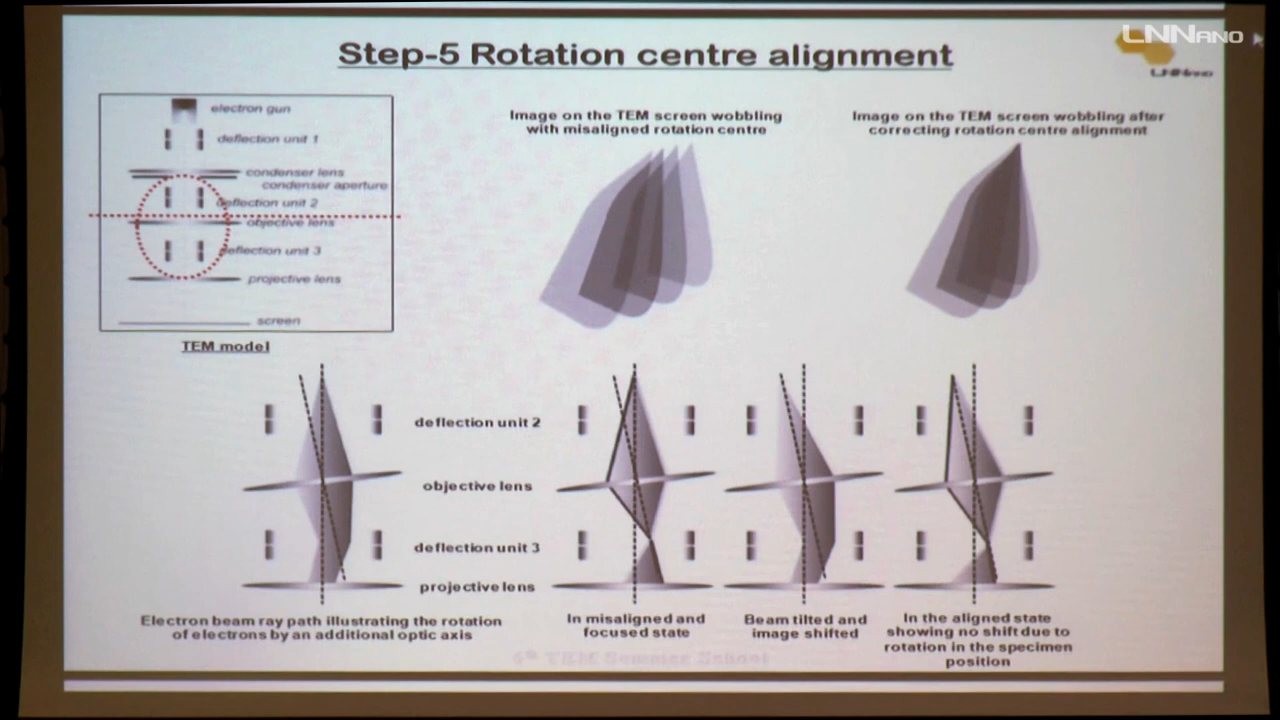 LNNANO
LNNano
Step-5 Rotation centre alignment
electron gun
deflection unit 1
condenser lens
condenser aperture
deflection unit 2
objective lens
deflection unit 3
projective lens
screen
TEM model
Image on the TEM screen wobbling
with misaligned rotation centre
Image on the TEM screen wobbling after
correcting rotation centre alignment
deflection unit 2
objective lens
deflection unit 3
projective lens
Electron beam ray path illustrating the rotation
of electrons by an additional optic axis
In misaligned and
focused state
Beam tilted and
image shifted
In the aligned state
showing no shift due to
rotation in the specimen
position
4th TEM Summer School